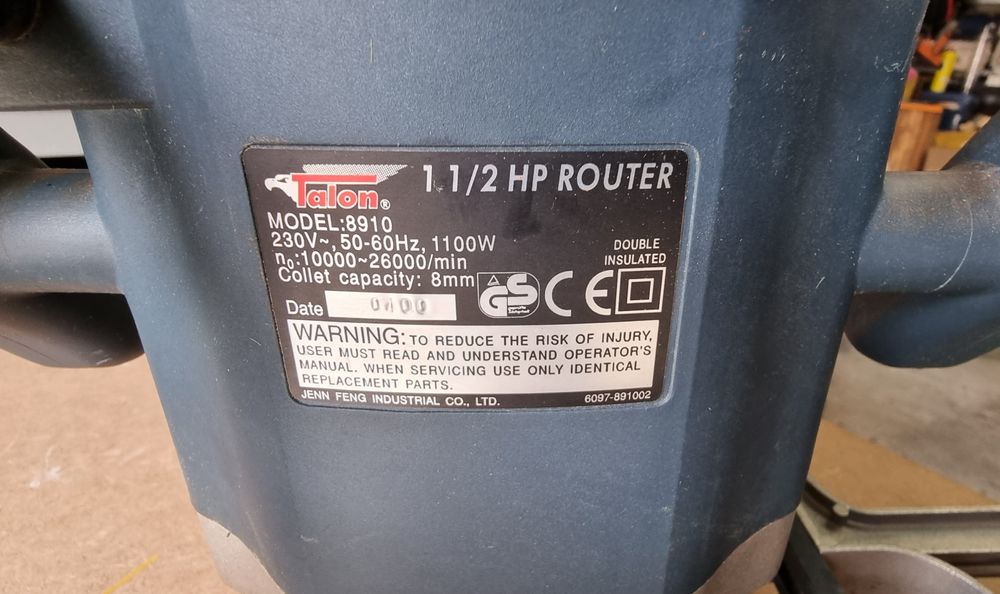 Talon® 1 1/2 HP ROUTER
MODEL:8910
230V~, 50-60Hz, 1100W
n₀:10000~26000/min
Collet capacity: 8mm
DOUBLE
INSULATED
GS
CE
Date
WARNING: TO REDUCE THE RISK OF INJURY,
USER MUST READ AND UNDERSTAND OPERATOR'S
MANUAL. WHEN SERVICING USE ONLY IDENTICAL
REPLACEMENT PARTS.
JENN FENG INDUSTRIAL CO., LTD. 6097-891002